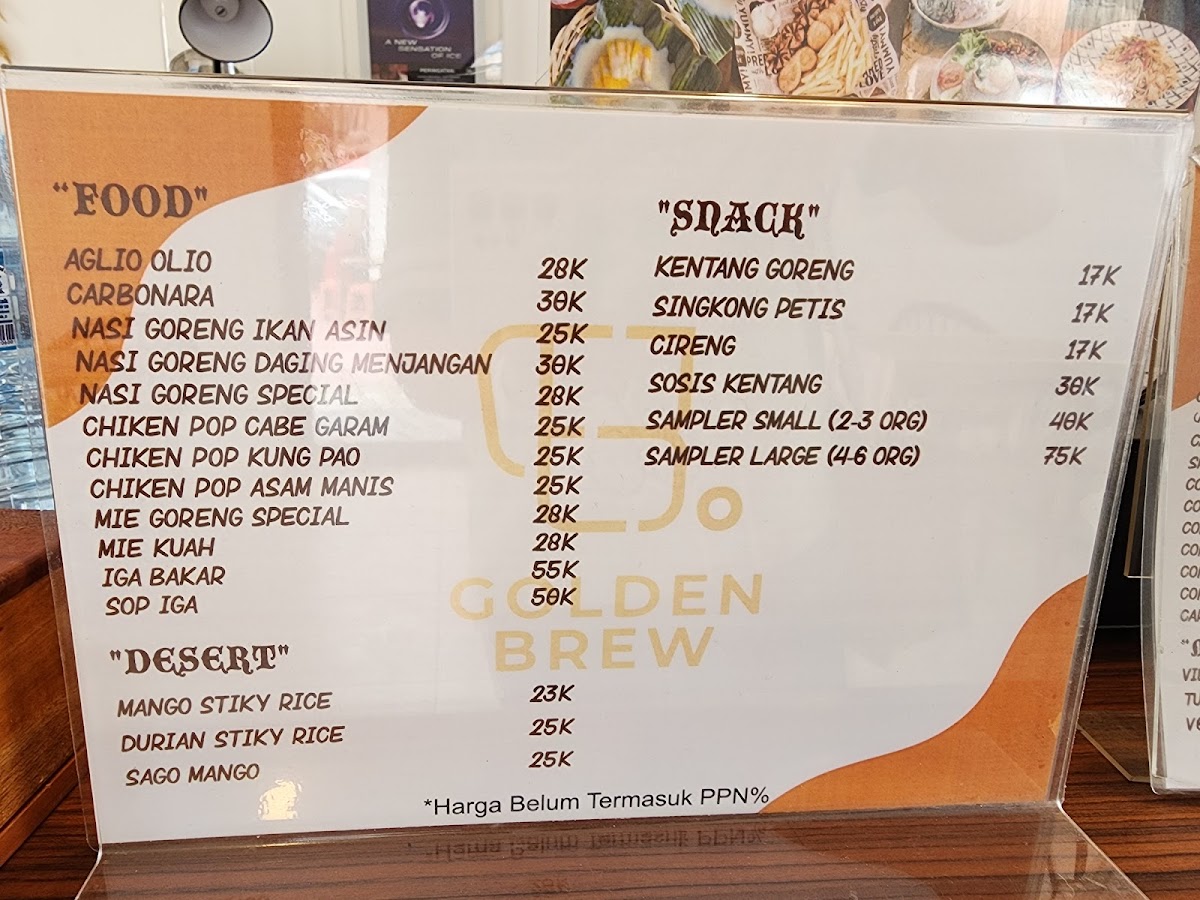 A NEW
SENSATION
OF ICE
"FOOD"
AGLIO OLIO 28K
CARBONARA 30K
NASI GORENG IKAN ASIN 25K
NASI GORENG DAGING MENJANGAN 30K
NASI GORENG SPECIAL 28K
CHIKEN POP CABE GARAM 25K
CHIKEN POP KUNG PAO 25K
CHIKEN POP ASAM MANIS 25K
MIE GORENG SPECIAL 28K
MIE KUAH 28K
IGA BAKAR 55K
SOP IGA 50K
"DESERT"
MANGO STIKY RICE 23K
DURIAN STIKY RICE 25K
SAGO MANGO 25K
"SNACK"
KENTANG GORENG 17K
SINGKONG PETIS 17K
CIRENG 17K
SOSIS KENTANG 30K
SAMPLER SMALL (2-3 ORG) 40K
SAMPLER LARGE (4-6 ORG) 75K
GOLDEN
BREW
*Harga Belum Termasuk PPN%